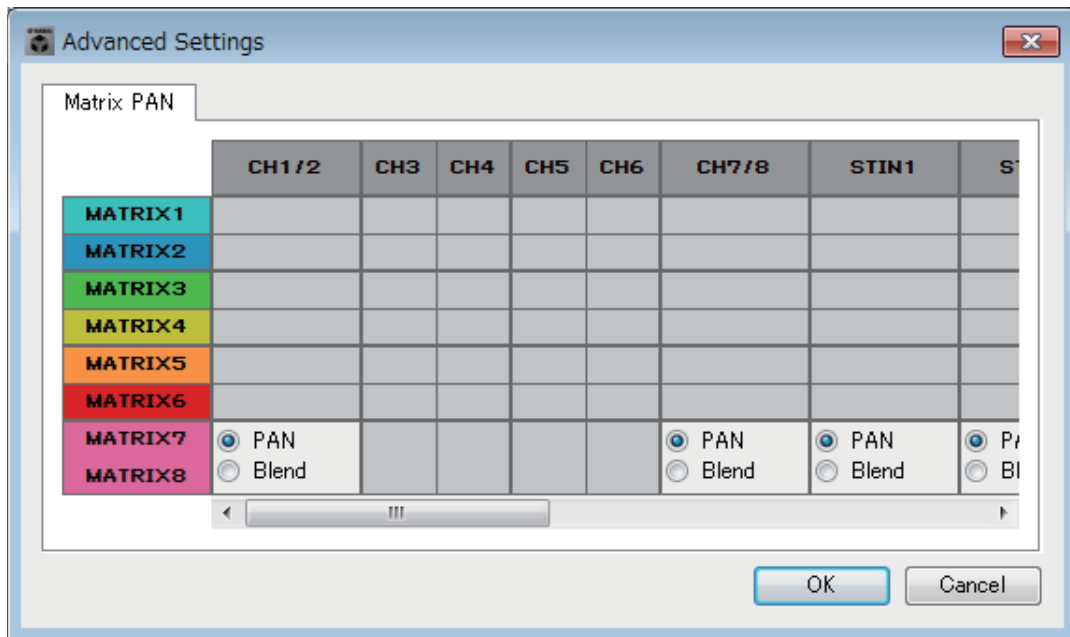 Advanced Settings
Matrix PAN
CH1/2 CH3 CH4 CH5 CH6 CH7/8 STIN1
MATRIX1
MATRIX2
MATRIX3
MATRIX4
MATRIX5
MATRIX6
MATRIX7 PAN PAN PAN
MATRIX8 Blend Blend Blend
OK Cancel